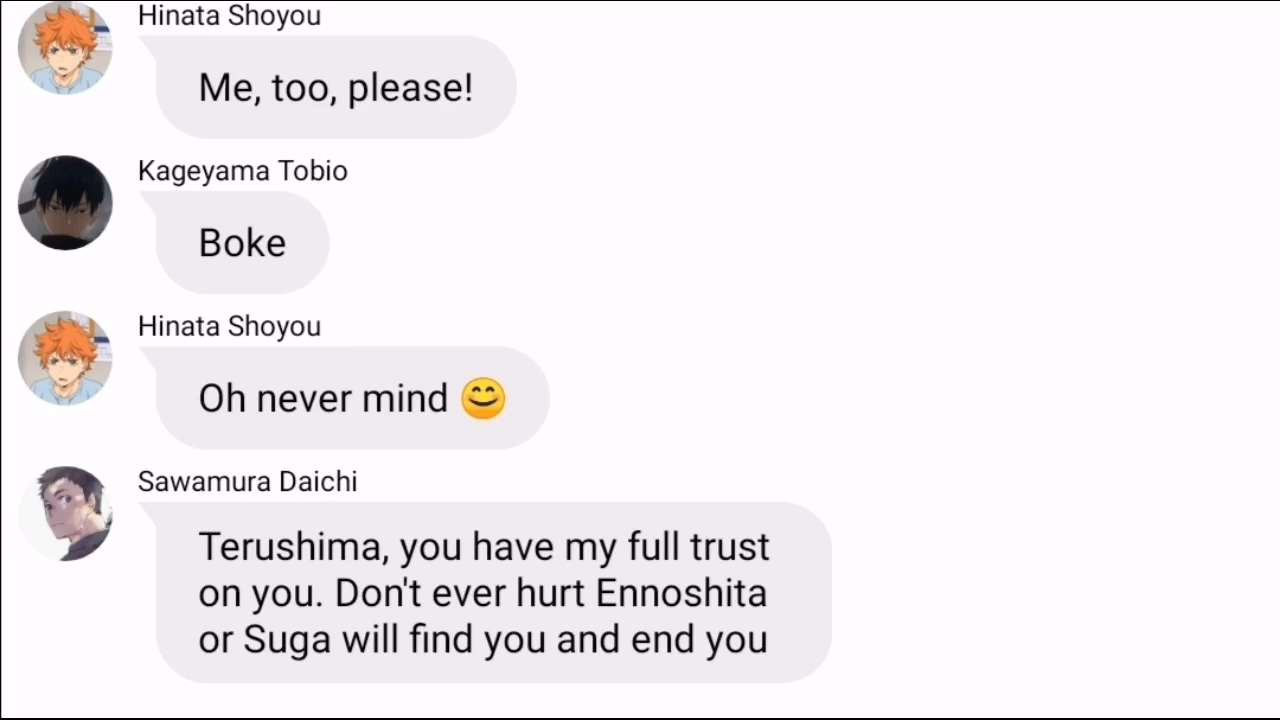 Hinata Shoyou
Me, too, please!
Kageyama Tobio
Boke
Hinata Shoyou
Oh never mind 😊
Sawamura Daichi
Terushima, you have my full trust
on you. Don't ever hurt Ennoshita
or Suga will find you and end you